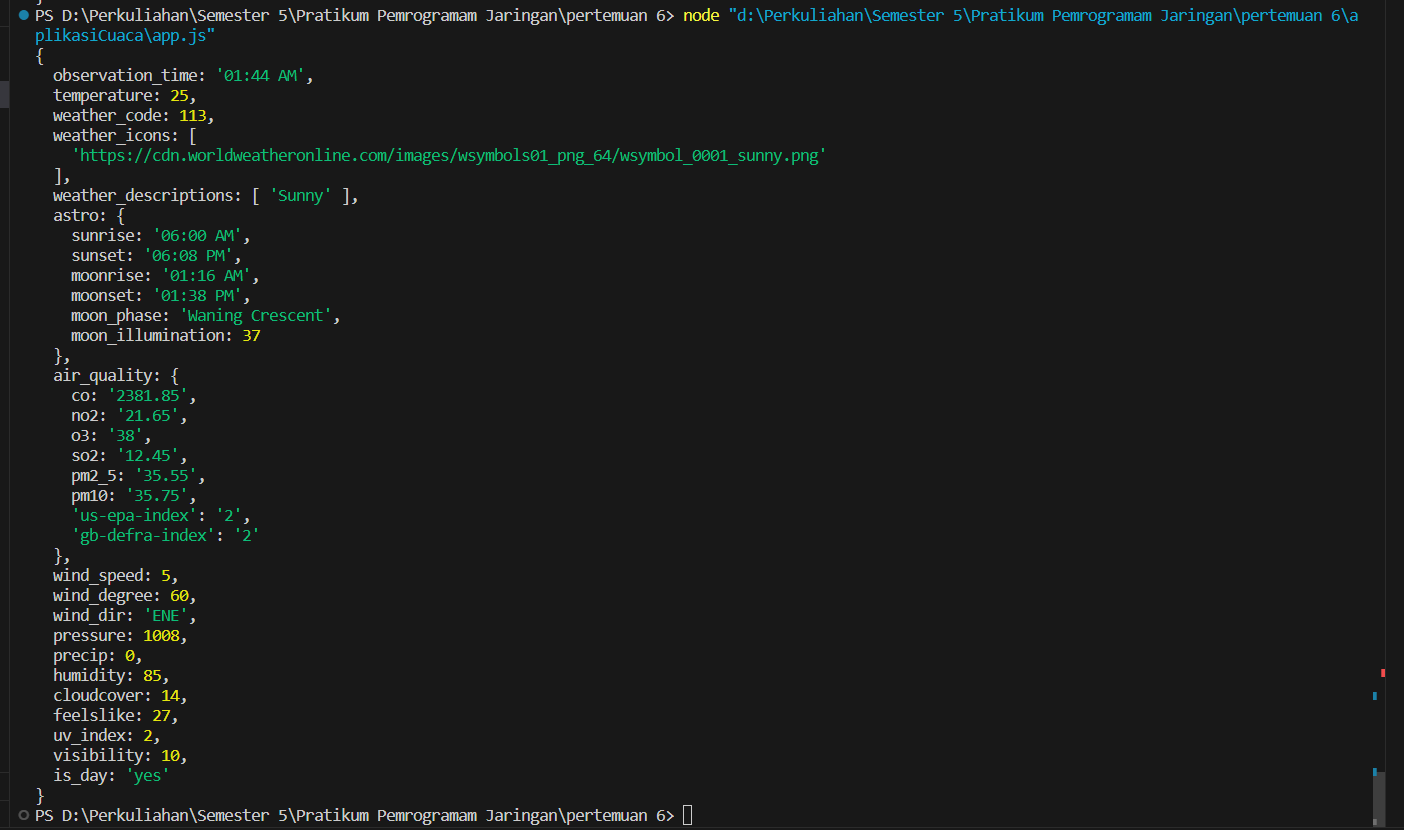 PS D:\Perkuliahan\Semester 5\Pratikum Pemrogramam Jaringan\pertemuan 6> node "d:\Perkuliahan\Semester 5\Pratikum Pemrogramam Jaringan\pertemuan 6\a
plikasiCuaca\app.js"
{
  observation_time: '01:44 AM',
  temperature: 25,
  weather_code: 113,
  weather_icons: [
    'https://cdn.worldweatheronline.com/images/wsymbols01_png_64/wsymbol_0001_sunny.png'
  ],
  weather_descriptions: [ 'Sunny' ],
  astro: {
    sunrise: '06:00 AM',
    sunset: '06:08 PM',
    moonrise: '01:16 AM',
    moonset: '01:38 PM',
    moon_phase: 'Waning Crescent',
    moon_illumination: 37
  },
  air_quality: {
    co: '2381.85',
    no2: '21.65',
    o3: '38',
    so2: '12.45',
    pm2_5: '35.55',
    pm10: '35.75',
    'us-epa-index': '2',
    'gb-defra-index': '2'
  },
  wind_speed: 5,
  wind_degree: 60,
  wind_dir: 'ENE',
  pressure: 1008,
  precip: 0,
  humidity: 85,
  cloudcover: 14,
  feelslike: 27,
  uv_index: 2,
  visibility: 10,
  is_day: 'yes'
}
PS D:\Perkuliahan\Semester 5\Pratikum Pemrogramam Jaringan\pertemuan 6>